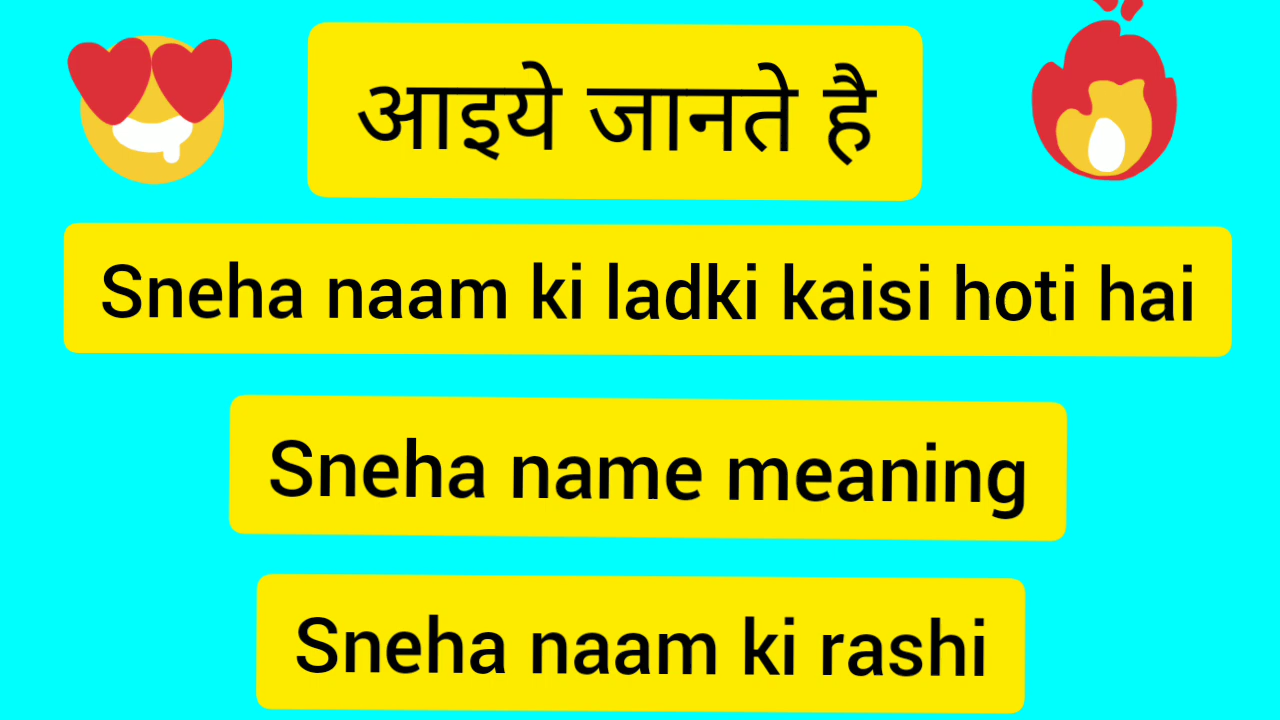 आइये जानते है
Sneha naam ki ladki kaisi hoti hai
Sneha name meaning
Sneha naam ki rashi